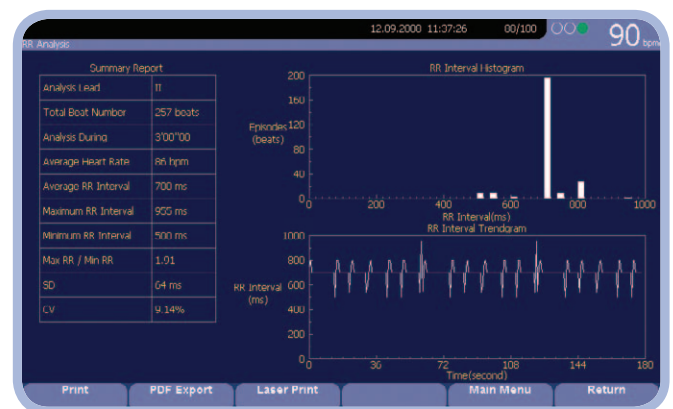 12.09.2000 11:37:26 00/100 90 bpm
RR Analysis
Summary Report
Analysis Lead II
Total Beat Number 257 beats
Analysis During 3'00"00
Average Heart Rate 86 bpm
Average RR Interval 700 ms
Maximum RR Interval 955 ms
Minimum RR Interval 500 ms
Max RR / Min RR 1.91
SD 64 ms
CV 9.14%
RR Interval Histogram
200
160
Episodes 120
(beats)
80
40
0
0 200 400 600 800 1000
RR Interval(ms)
RR Interval Trendgram
1000
800
RR Interval 600
(ms)
400
200
0
0 36 72 108 144 180
Time(second)
Print PDF Export Laser Print Main Menu Return